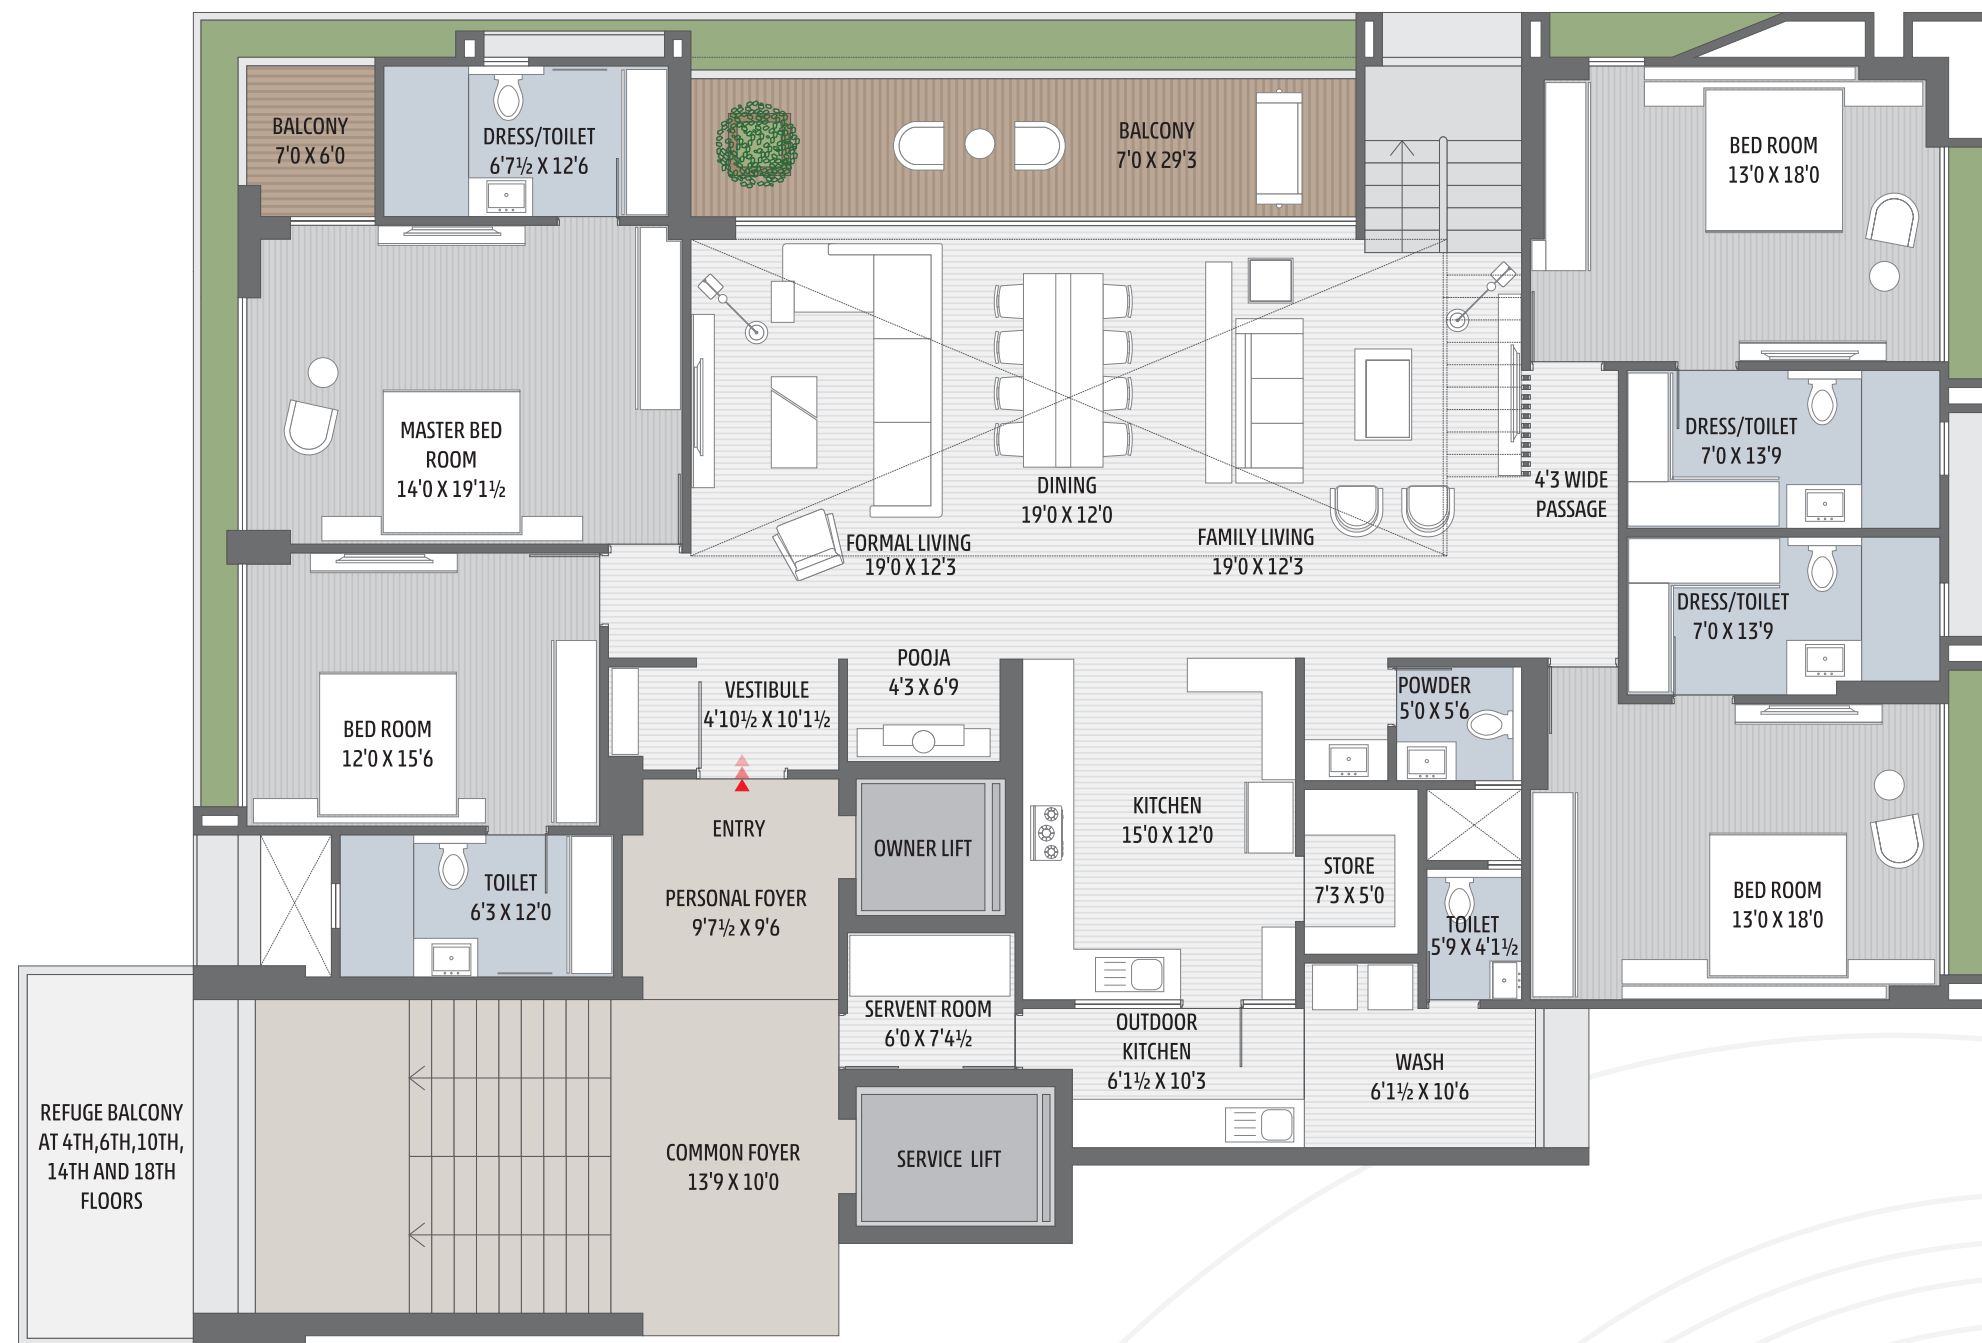 BALCONY
7'0 X 6'0
DRESS/TOILET
6'7½ X 12'6
BALCONY
7'0 X 29'3
BED ROOM
13'0 X 18'0
MASTER BED
ROOM
14'0 X 19'1½
DINING
19'0 X 12'0
FORMAL LIVING
19'0 X 12'3
FAMILY LIVING
19'0 X 12'3
4'3 WIDE
PASSAGE
DRESS/TOILET
7'0 X 13'9
DRESS/TOILET
7'0 X 13'9
BED ROOM
12'0 X 15'6
VESTIBULE
4'10½ X 10'1½
POOJA
4'3 X 6'9
POWDER
5'0 X 5'6
ENTRY
OWNER LIFT
KITCHEN
15'0 X 12'0
STORE
7'3 X 5'0
TOILET
5'9 X 4'1½
BED ROOM
13'0 X 18'0
TOILET
6'3 X 12'0
PERSONAL FOYER
9'7½ X 9'6
SERVENT ROOM
6'0 X 7'4½
OUTDOOR
KITCHEN
6'1½ X 10'3
WASH
6'1½ X 10'6
REFUGE BALCONY
AT 4TH,6TH,10TH,
14TH AND 18TH
FLOORS
COMMON FOYER
13'9 X 10'0
SERVICE LIFT